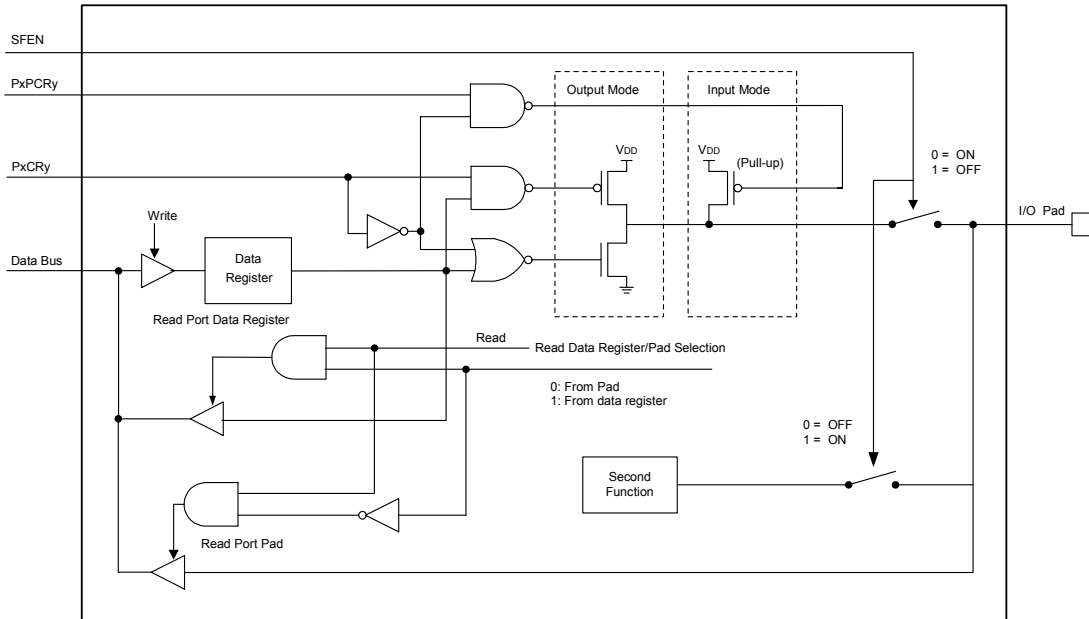 SFEN
PxPCRy
Output Mode
Input Mode
VDD
VDD
(Pull-up)
0 = ON
1 = OFF
PxCRy
I/O Pad
Write
Data Bus
Data
Register
Read Port Data Register
Read
Read Data Register/Pad Selection
0: From Pad
1: From data register
0 = OFF
1 = ON
Second
Function
Read Port Pad